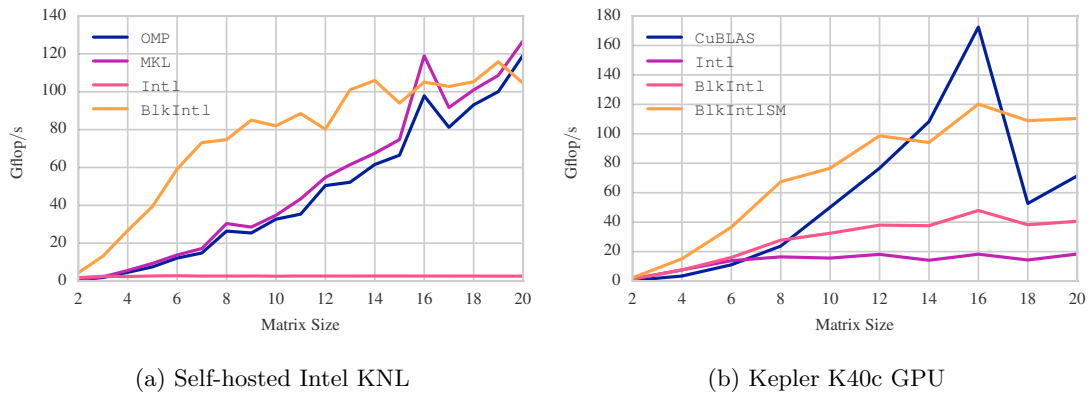 140
120
100
80
60
40
20
0
Gflop/s
OMP
MKL
Intl
BlkIntl
2 4 6 8 10 12 14 16 18 20
Matrix Size
(a) Self-hosted Intel KNL
180
160
140
120
100
80
60
40
20
0
Gflop/s
CuBLAS
Intl
BlkIntl
BlkIntlSM
2 4 6 8 10 12 14 16 18 20
Matrix Size
(b) Kepler K40c GPU